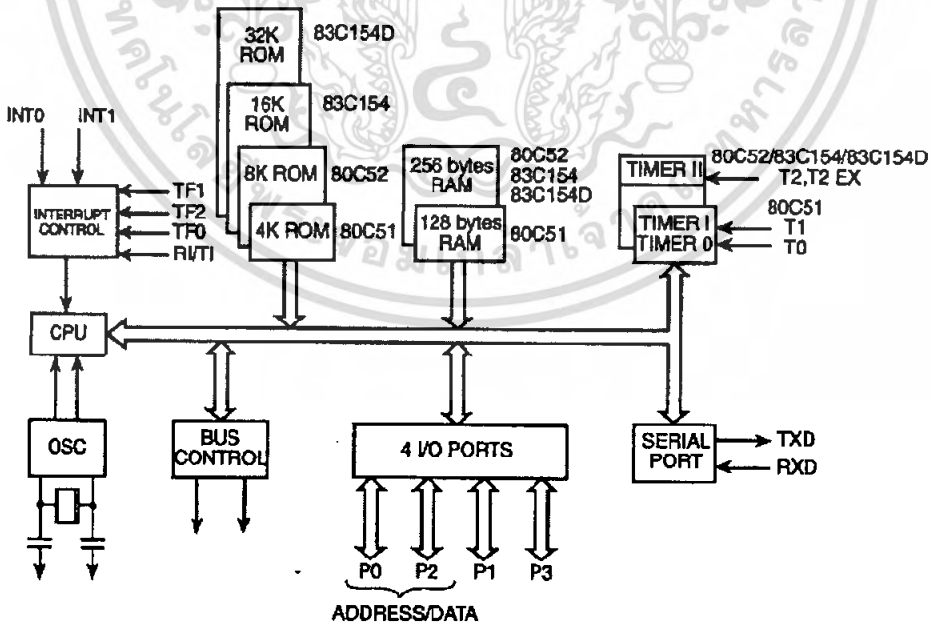 32K
ROM
83C154D
16K
ROM
83C154
8K ROM
80C52
4K ROM
80C51
INT0
INT1
INTERRUPT
CONTROL
TF1
TF2
TF0
RI/TI
256 bytes
RAM
80C52
83C154
83C154D
128 bytes
RAM
80C51
80C52/83C154/83C154D
TIMER II
T2,T2 EX
80C51
TIMER I
T1
TIMER 0
T0
CPU
OSC
BUS
CONTROL
4 I/O PORTS
SERIAL
PORT
TXD
RXD
P0
P2
P1
P3
ADDRESS/DATA